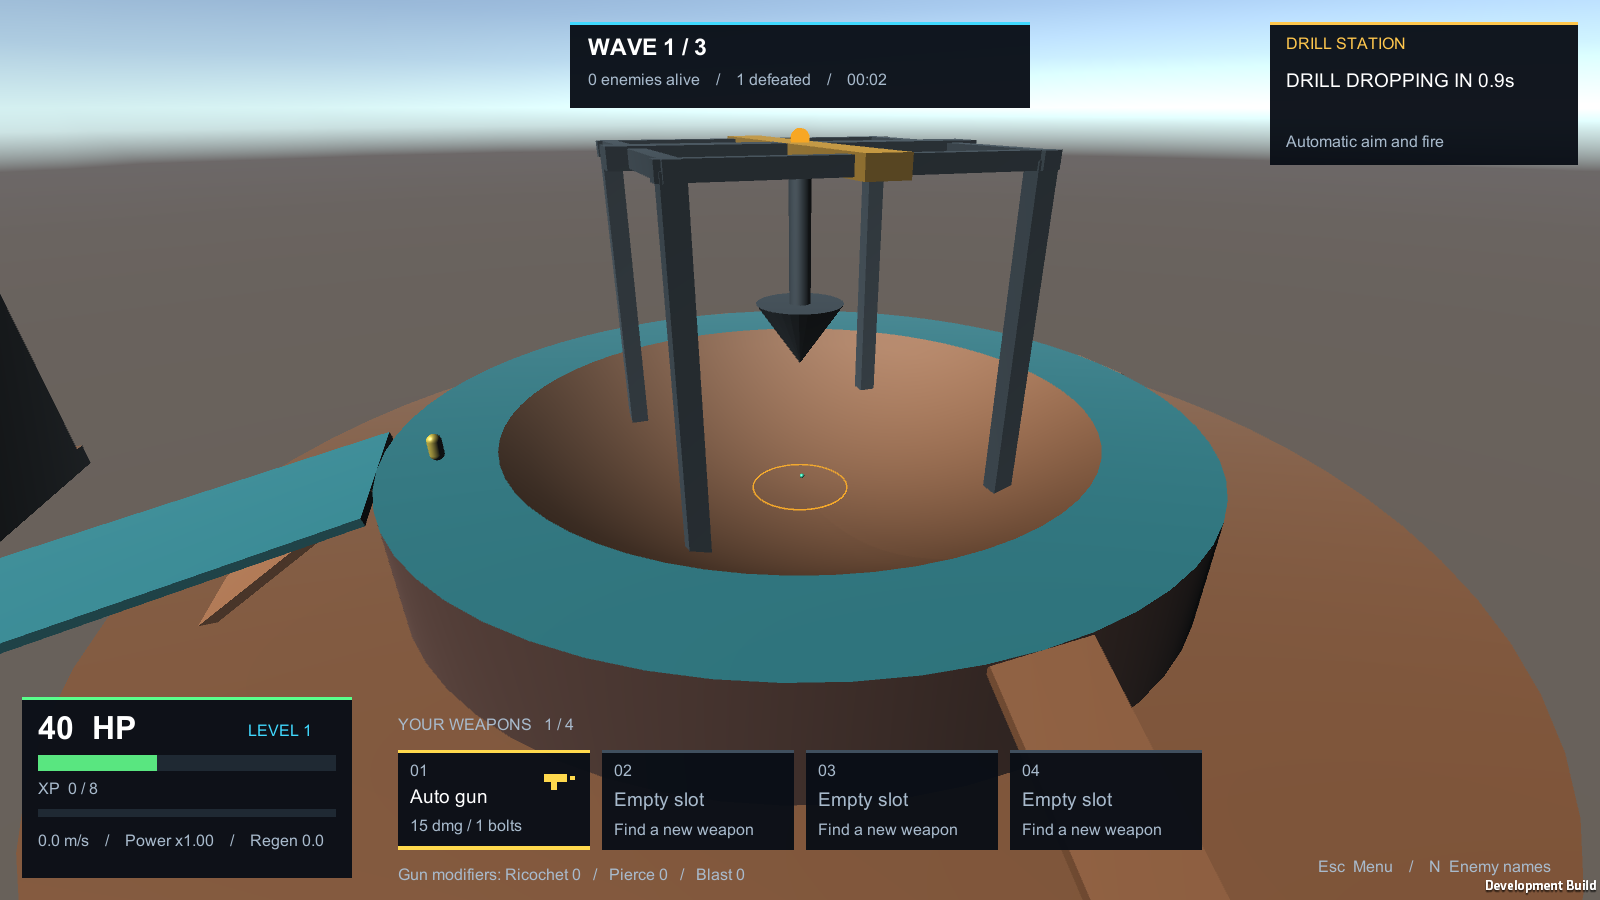 WAVE 1 / 3
0 enemies alive / 1 defeated / 00:02
DRILL STATION
DRILL DROPPING IN 0.9s
Automatic aim and fire
40 HP
LEVEL 1
XP 0 / 8
0.0 m/s / Power x1.00 / Regen 0.0
YOUR WEAPONS 1 / 4
01
Auto gun
15 dmg / 1 bolts
02
Empty slot
Find a new weapon
03
Empty slot
Find a new weapon
04
Empty slot
Find a new weapon
Gun modifiers: Ricochet 0 / Pierce 0 / Blast 0
Esc Menu / N Enemy names
Development Build